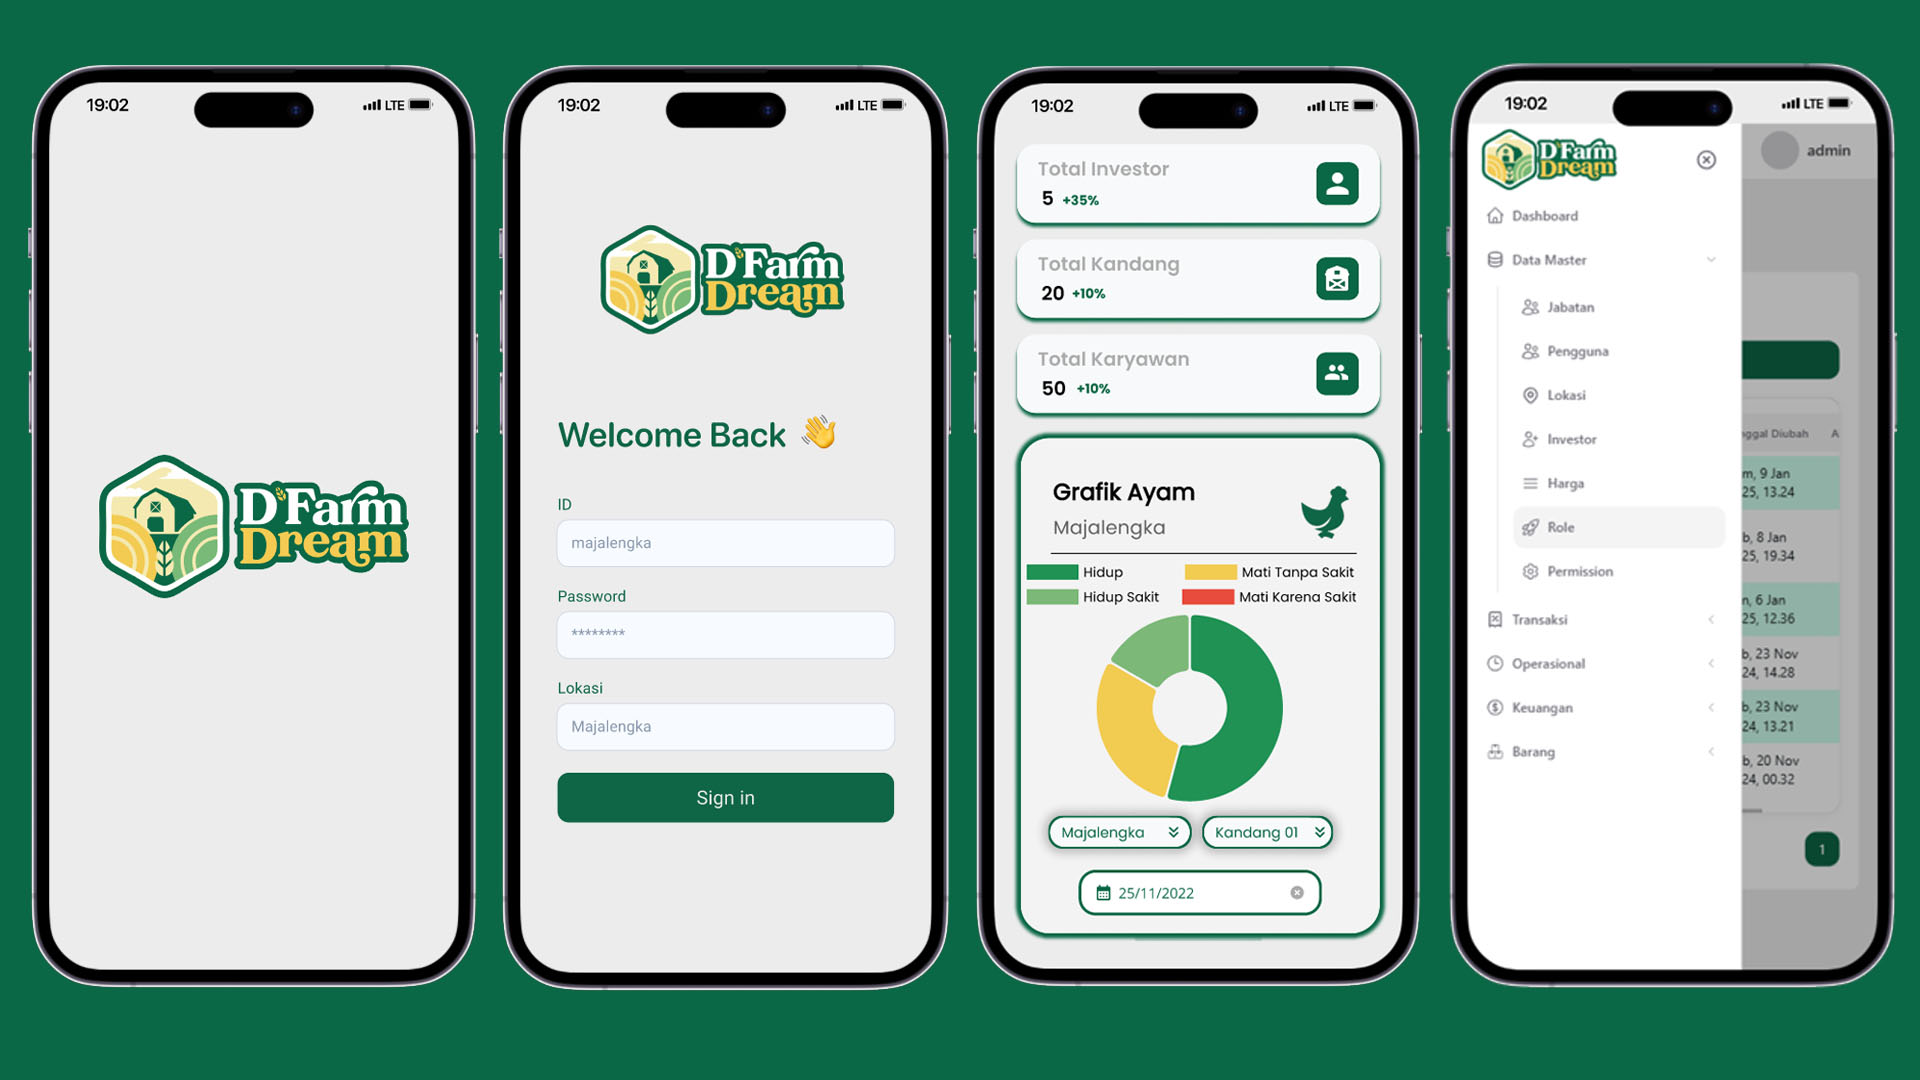 19:02
LTE
D'Farm
Dream
19:02
LTE
D'Farm
Dream
Welcome Back 👋
ID
majalengka
Password
********
Lokasi
Majalengka
Sign in
19:02
LTE
Total Investor
5 +35%
Total Kandang
20 +10%
Total Karyawan
50 +10%
Grafik Ayam
Majalengka
Hidup
Mati Tanpa Sakit
Hidup Sakit
Mati Karena Sakit
Majalengka
Kandang 01
25/11/2022
19:02
LTE
D'Farm
Dream
admin
Dashboard
Data Master
Jabatan
Pengguna
Lokasi
Investor
Harga
Role
Permission
Transaksi
Operasional
Keuangan
Barang
nggal Diubah A
m, 9 Jan
25, 13.24
b, 8 Jan
25, 19.34
n, 6 Jan
25, 12.36
b, 23 Nov
24, 14.28
b, 23 Nov
24, 13.21
b, 20 Nov
24, 00.32
1